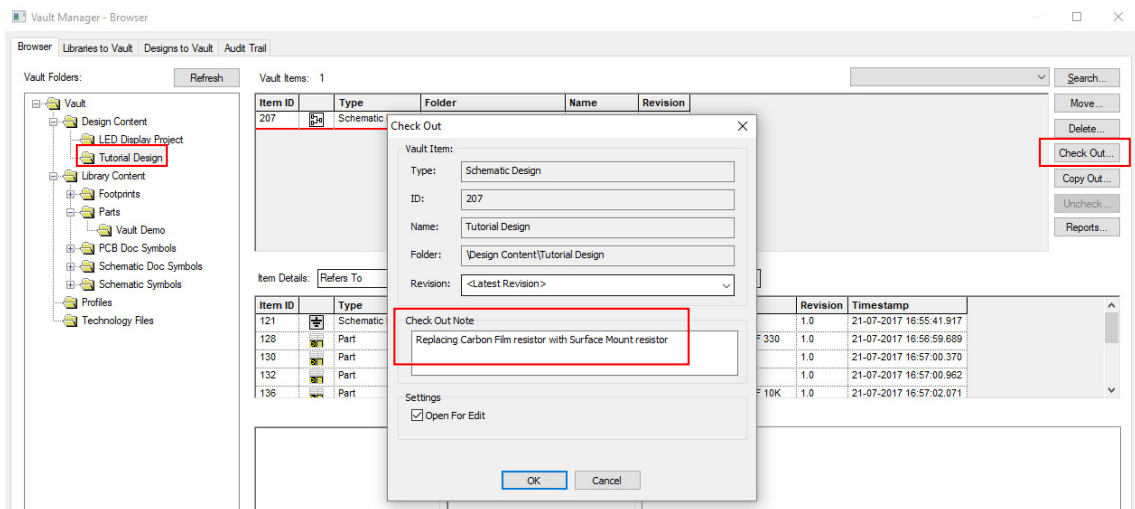 Vault Manager - Browser
Browser Libraries to Vault Designs to Vault Audit Trail
Vault Folders: Refresh Vault Items: 1 Search...
Vault
Design Content
LED Display Project
Tutorial Design
Library Content
Footprints
Parts
Vault Demo
PCB Doc Symbols
Schematic Doc Symbols
Schematic Symbols
Profiles
Technology Files
Item ID Type Folder Name Revision
207 Schematic
Move...
Delete...
Check Out...
Copy Out...
Uncheck...
Reports...
Check Out
Vault Item:
Type: Schematic Design
ID: 207
Name: Tutorial Design
Folder: \Design Content\Tutorial Design
Revision: <Latest Revision>
Check Out Note
Replacing Carbon Film resistor with Surface Mount resistor
Settings
Open For Edit
OK Cancel
Item Details: Refers To
Item ID Type Revision Timestamp
121 Schematic 1.0 21-07-2017 16:55:41.917
128 Part F 330 1.0 21-07-2017 16:56:59.689
130 Part 1.0 21-07-2017 16:57:00.370
132 Part 1.0 21-07-2017 16:57:00.962
136 Part F 10K 1.0 21-07-2017 16:57:02.071